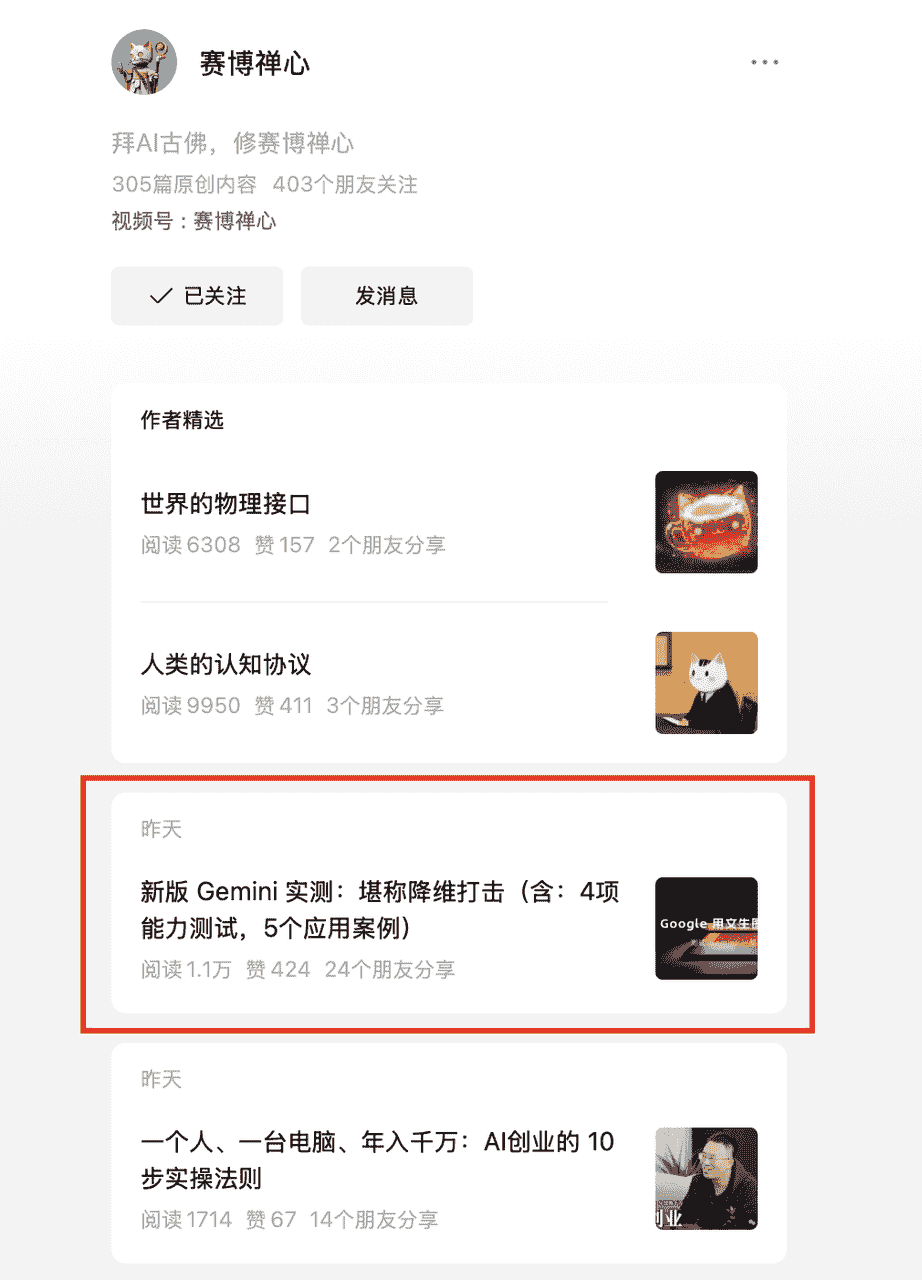 赛博禅心
拜AI古佛，修赛博禅心
305篇原创内容 403个朋友关注
视频号：赛博禅心
已关注 发消息
作者精选
世界的物理接口
阅读 6308 赞 157 2个朋友分享
人类的认知协议
阅读 9950 赞 411 3个朋友分享
昨天
新版 Gemini 实测：堪称降维打击（含：4项
能力测试，5个应用案例）
阅读 1.1万 赞 424 24个朋友分享
Google 用文生图
昨天
一个人、一台电脑、年入千万：AI创业的 10
步实操法则
阅读 1714 赞 67 14个朋友分享
创业